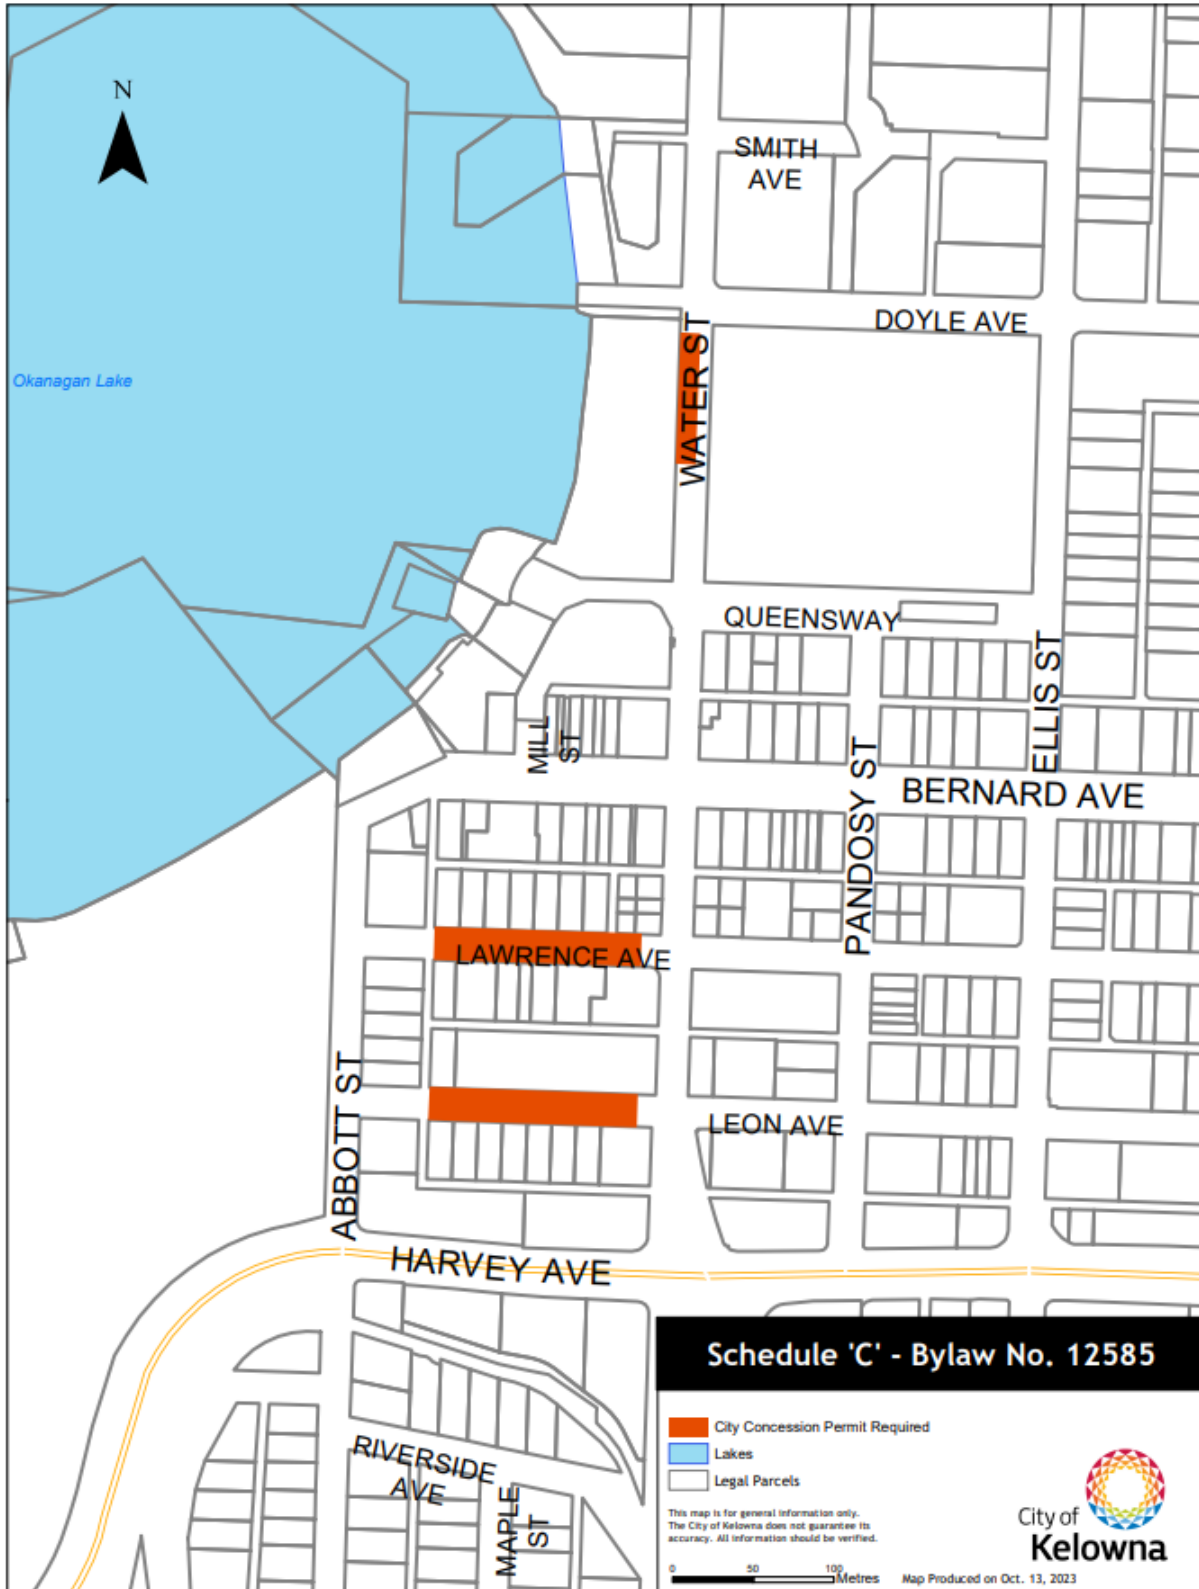 N
SMITH
AVE
DOYLE AVE
WATER ST
Okanagan Lake
QUEENSWAY
ELLIS ST
MILL
ST
PANDOSY ST
BERNARD AVE
LAWRENCE AVE
ABBOTT ST
LEON AVE
HARVEY AVE
RIVERSIDE
AVE
MAPLE
ST
Schedule 'C' - Bylaw No. 12585
City Concession Permit Required
Lakes
Legal Parcels
This map is for general information only.
The City of Kelowna does not guarantee its
accuracy. All information should be verified.
0 50 100
Metres
City of
Kelowna
Map Produced on Oct. 13, 2023